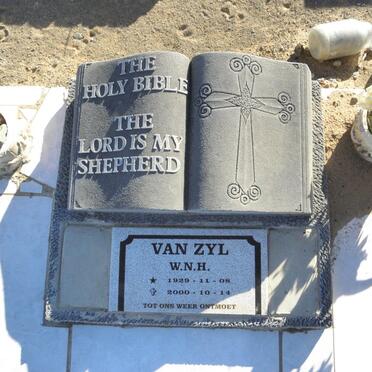 THE
HOLY BIBLE
THE
LORD IS MY
SHEPHERD
VAN ZYL
W.N.H.
★ 1929 - 11 - 08
✞ 2000 - 10 - 14
TOT ONS WEER ONTMOET